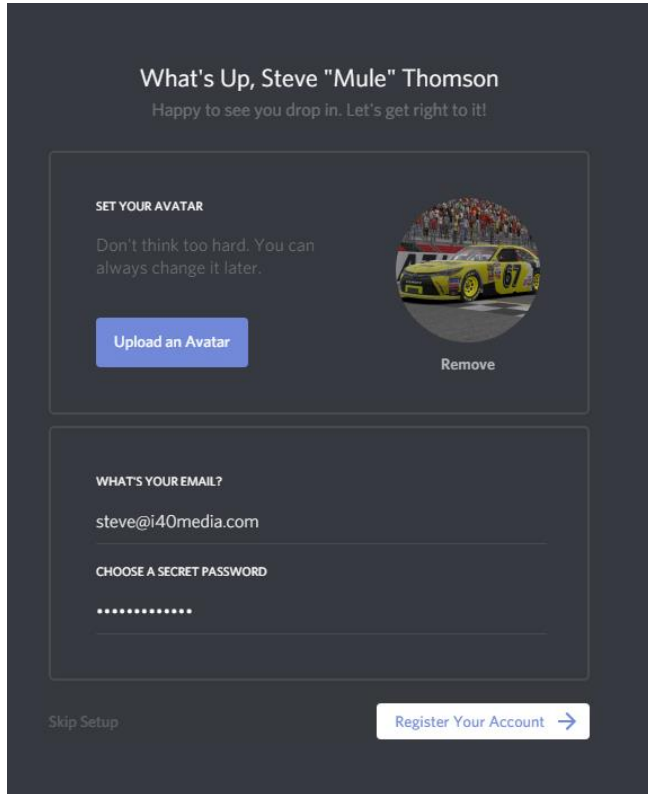 What's Up, Steve "Mule" Thomson
Happy to see you drop in. Let's get right to it!
SET YOUR AVATAR
Don't think too hard. You can
always change it later.
67
Upload an Avatar
Remove
WHAT'S YOUR EMAIL?
steve@i40media.com
CHOOSE A SECRET PASSWORD
•••••••••••••
Skip Setup
Register Your Account →